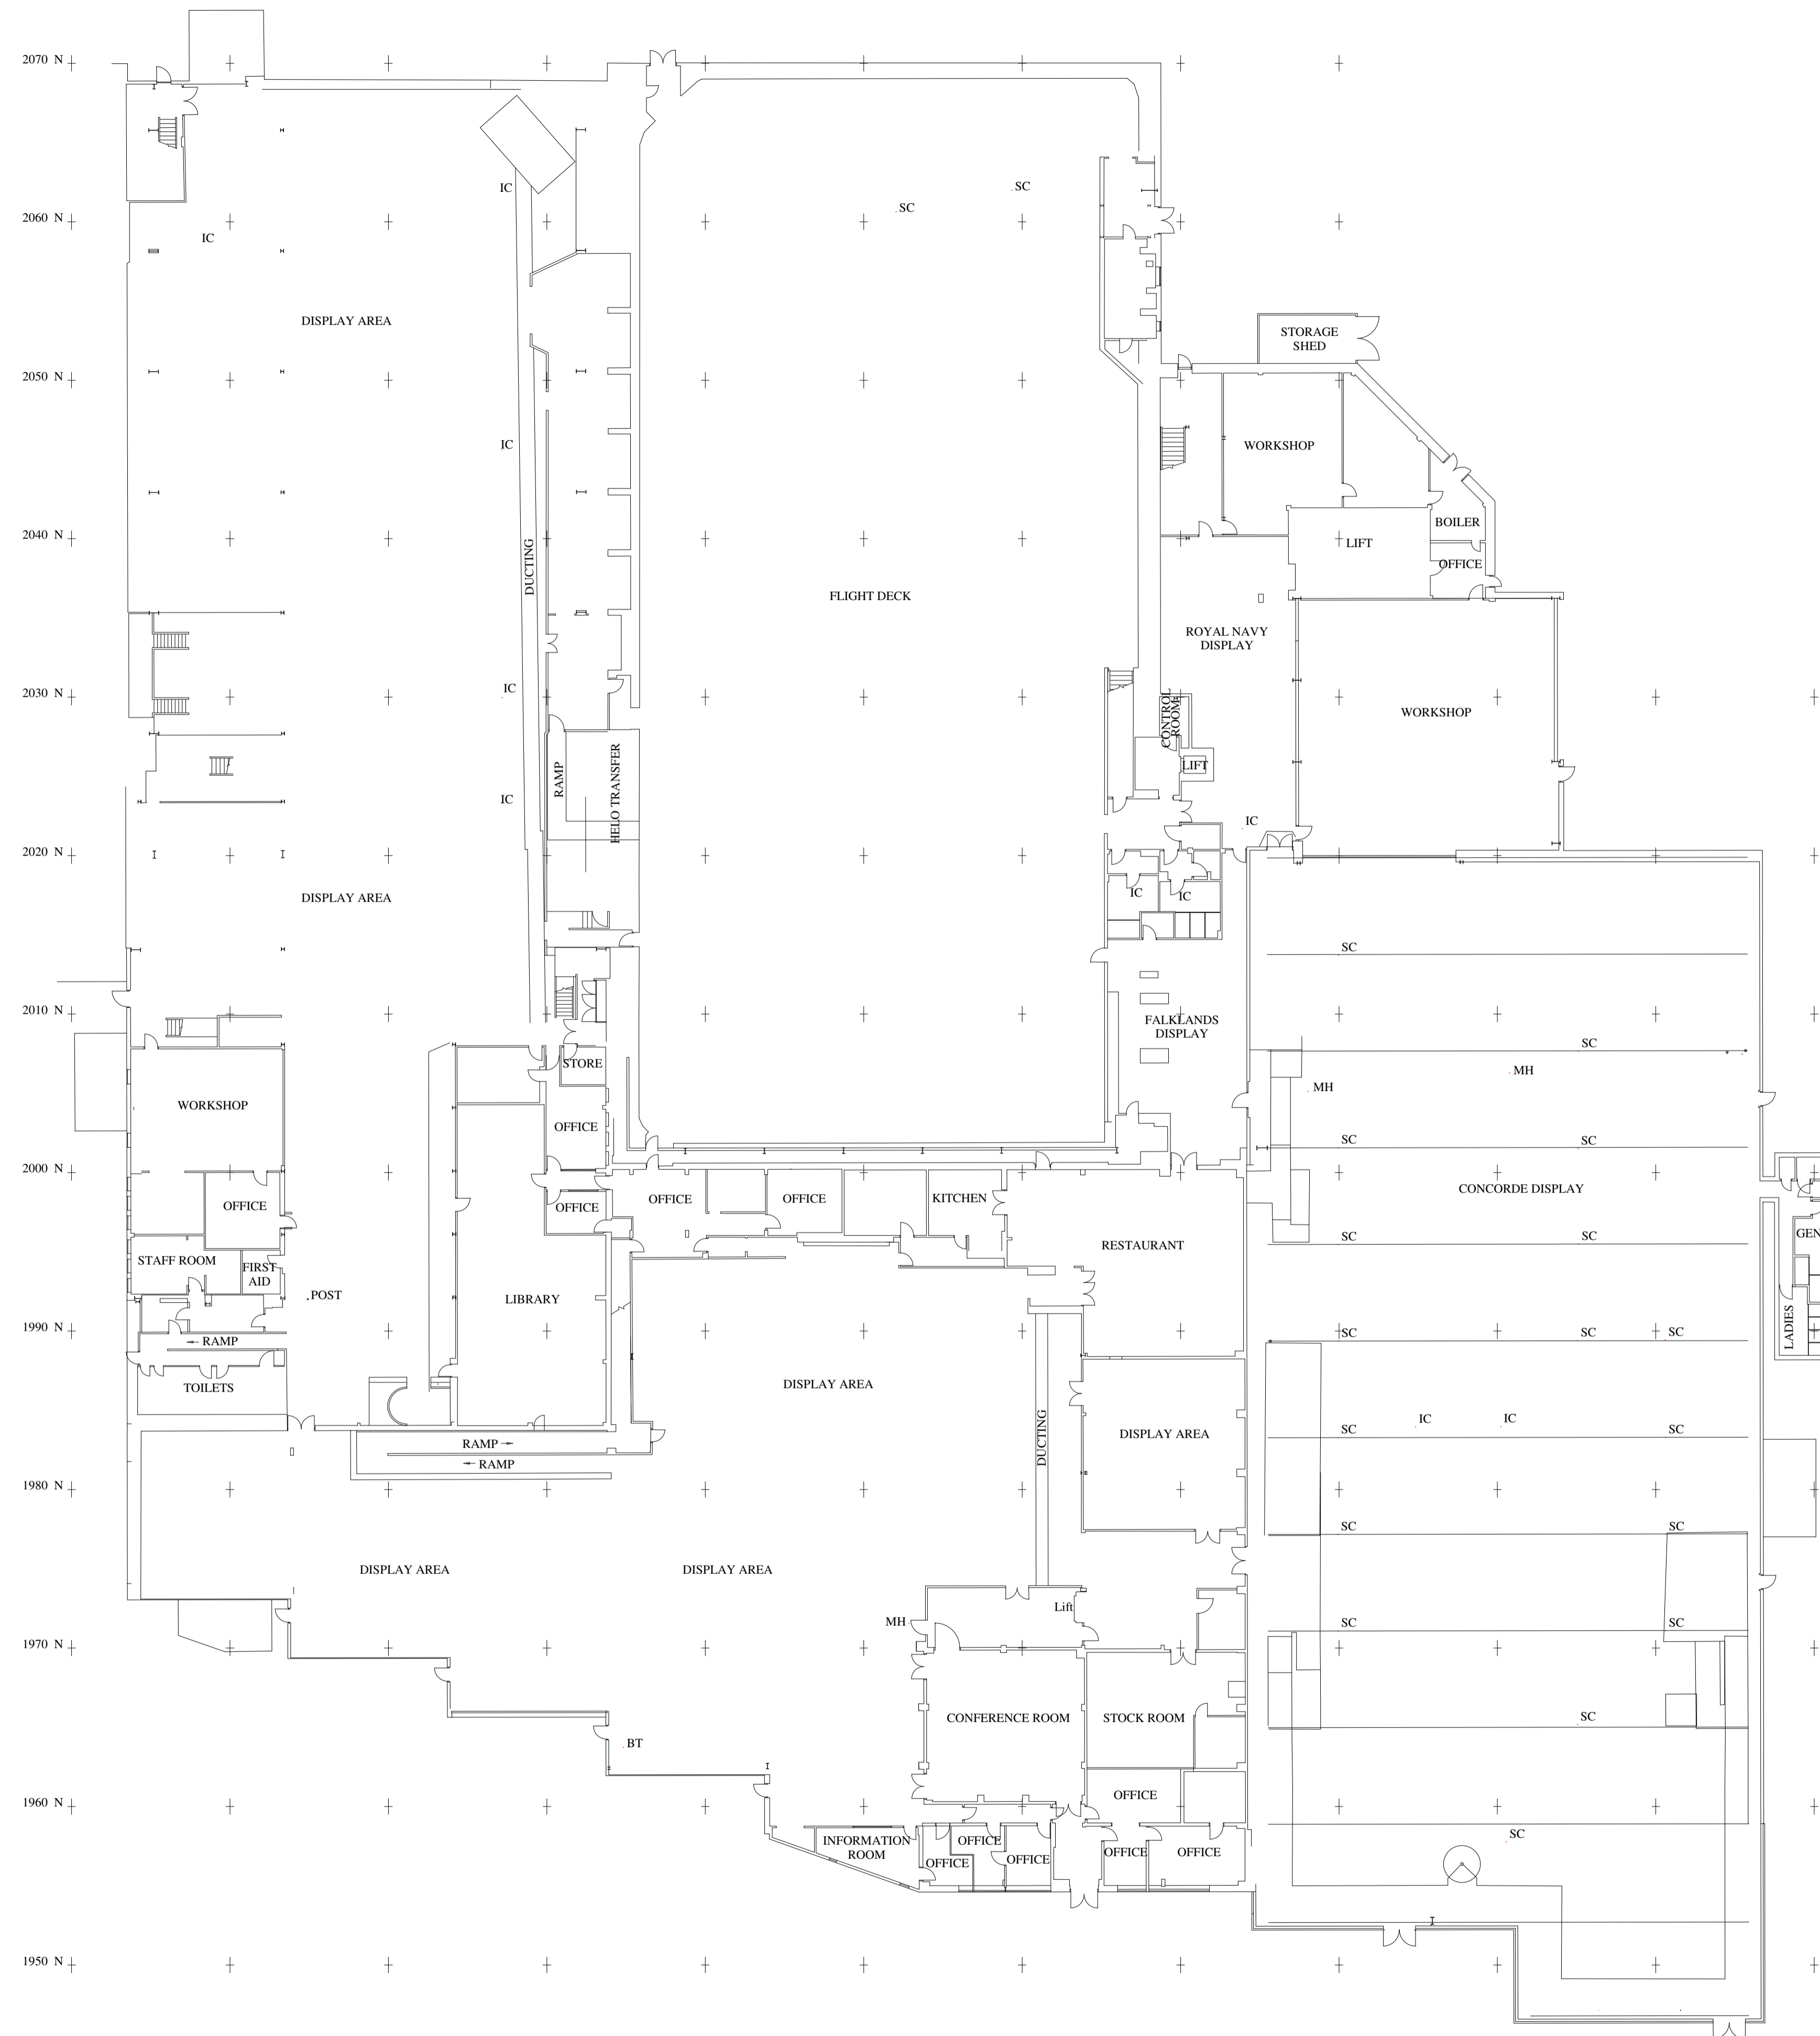 2070 N
IC
SC
SC
2060 N
IC
DISPLAY AREA
STORAGE
SHED
2050 N
IC
WORKSHOP
BOILER
2040 N
LIFT
DUCTING
OFFICE
FLIGHT DECK
ROYAL NAVY
DISPLAY
2030 N
IC
CONTROL
ROOM
WORKSHOP
RAMP
HELO TRANSFER
LIFT
IC
IC
2020 N
DISPLAY AREA
IC
IC
SC
2010 N
FALKLANDS
DISPLAY
SC
STORE
MH
MH
WORKSHOP
OFFICE
SC
SC
2000 N
OFFICE
OFFICE
OFFICE
OFFICE
KITCHEN
CONCORDE DISPLAY
GEN
STAFF ROOM
FIRST
AID
RESTAURANT
SC
SC
POST
LIBRARY
LADIES
1990 N
RAMP
SC
SC
SC
TOILETS
DISPLAY AREA
DUCTING
DISPLAY AREA
IC
IC
SC
SC
RAMP
RAMP
1980 N
SC
SC
DISPLAY AREA
DISPLAY AREA
Lift
MH
SC
SC
1970 N
CONFERENCE ROOM
STOCK ROOM
SC
BT
1960 N
OFFICE
INFORMATION
ROOM
OFFICE
OFFICE
OFFICE
OFFICE
OFFICE
SC
1950 N